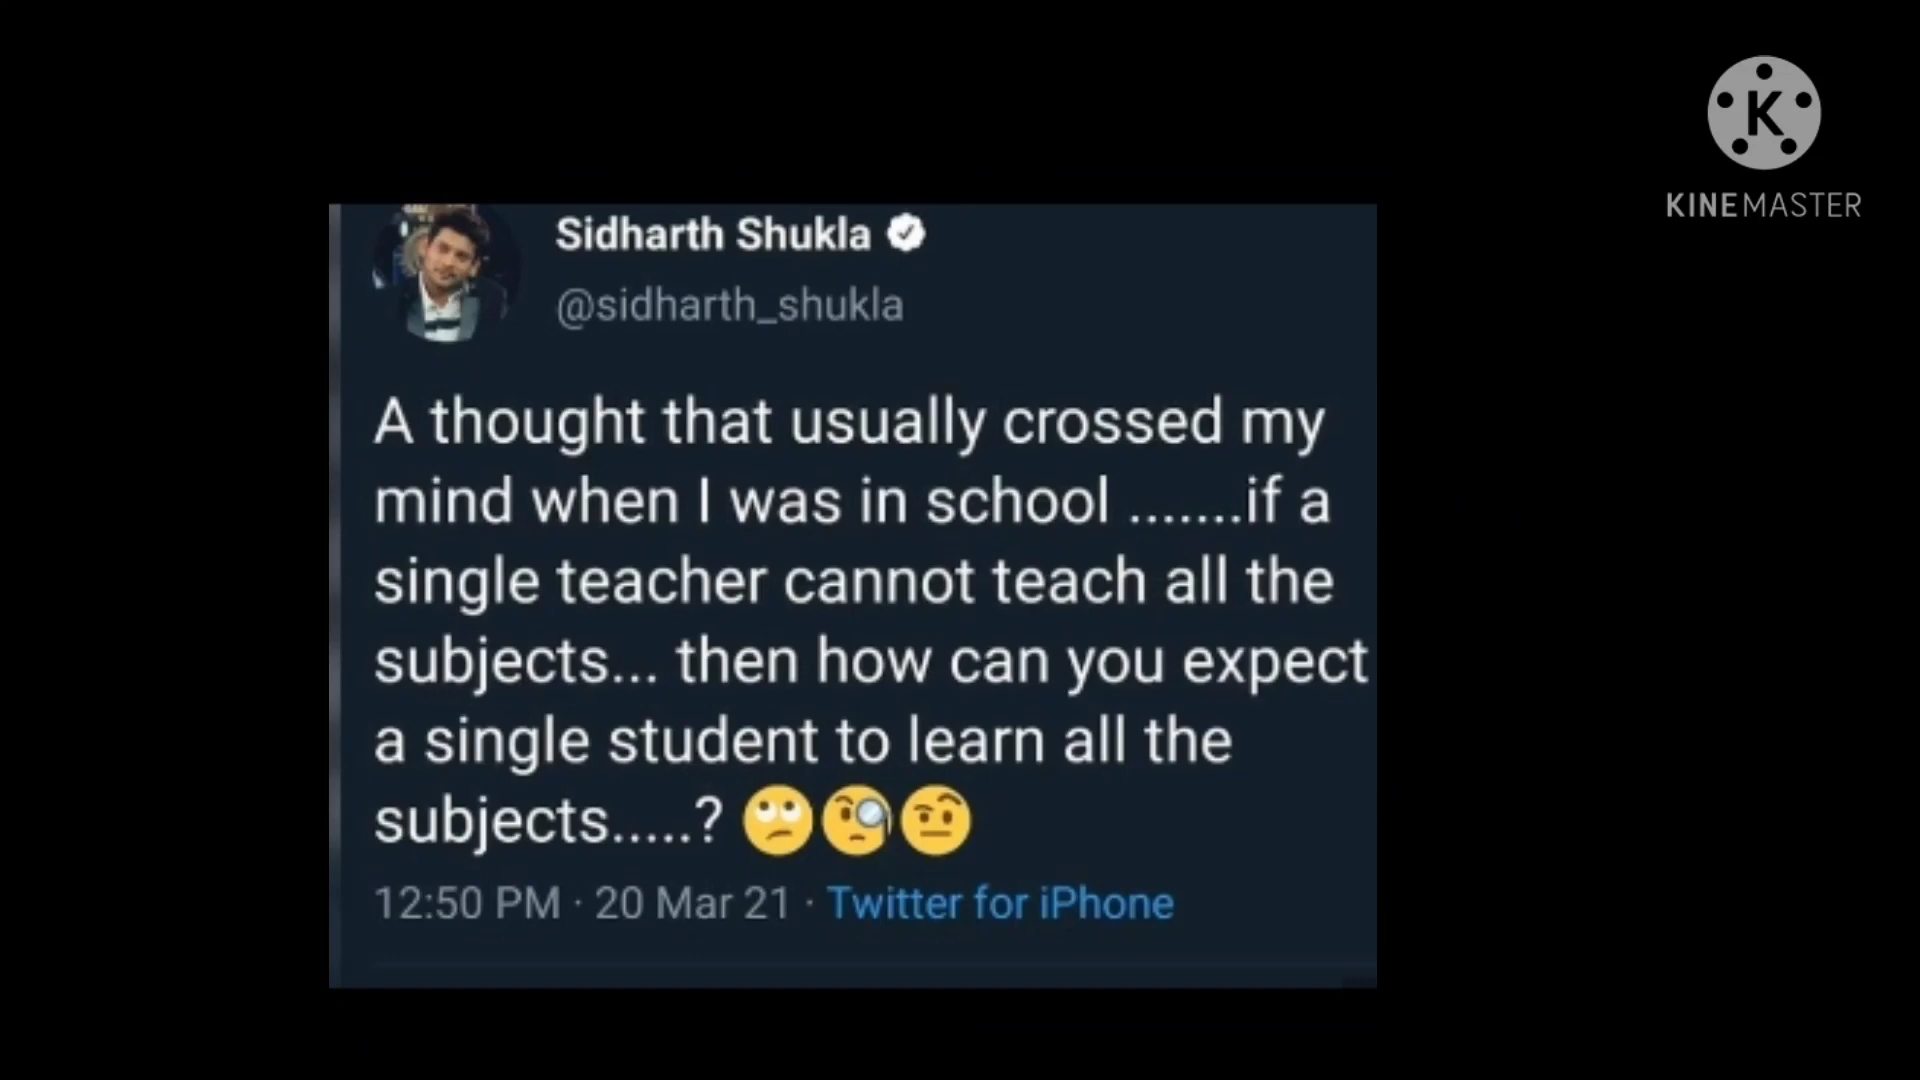 K
KINEMASTER
Sidharth Shukla
@sidharth_shukla
A thought that usually crossed my
mind when I was in school .......if a
single teacher cannot teach all the
subjects... then how can you expect
a single student to learn all the
subjects.....? 🙄🧐🤨
12:50 PM · 20 Mar 21 · Twitter for iPhone